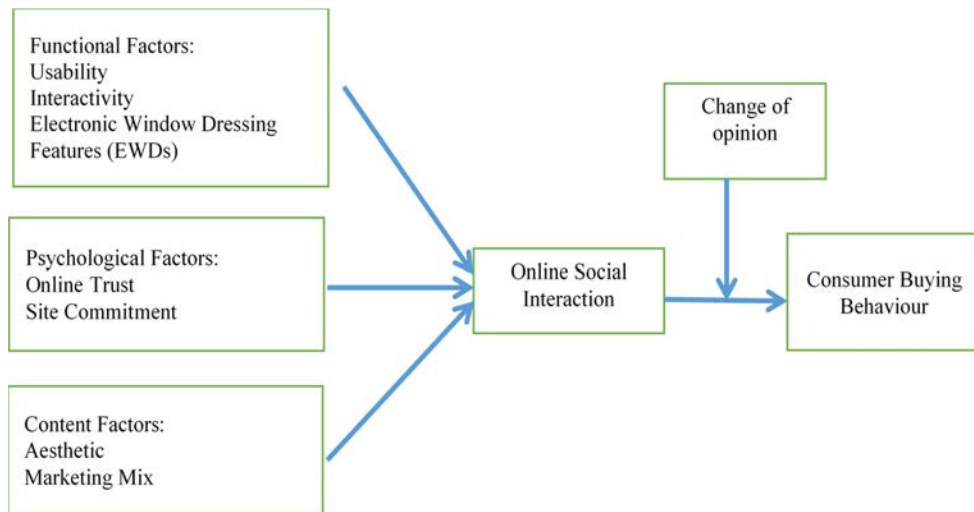 Functional Factors:
Usability
Interactivity
Electronic Window Dressing
Features (EWDs)
Change of
opinion
Psychological Factors:
Online Trust
Site Commitment
Online Social
Interaction
Consumer Buying
Behaviour
Content Factors:
Aesthetic
Marketing Mix